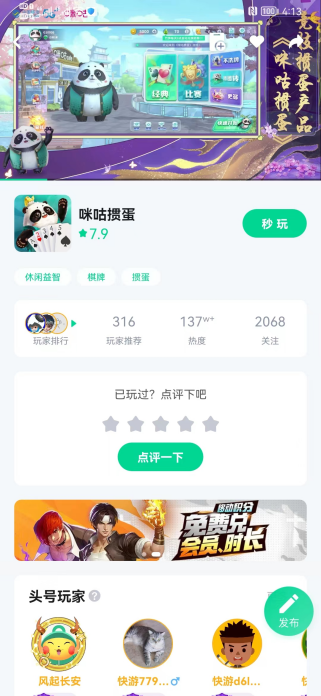 100 4:13
竞技掼蛋产品
《咪咕掼蛋》
经典
比赛
咪咕掼蛋
7.9
秒 玩
休闲益智
棋牌
掼蛋
316
137w+
2068
玩家排行
玩家推荐
热度
关注
已玩过？点评下吧
点评一下
活动积分
免费兑
会员、时长
头号玩家 ?
发布
风起长安
快游779...
快游d6l...